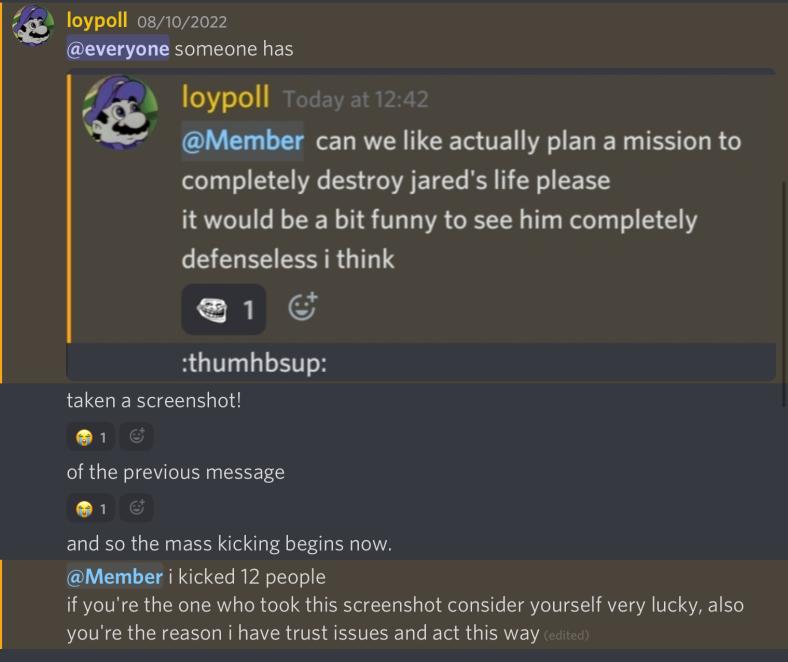 loypoll 08/10/2022
@everyone someone has
loypoll Today at 12:42
@Member can we like actually plan a mission to
completely destroy jared's life please
it would be a bit funny to see him completely
defenseless i think
1
:thumhbsup:
taken a screenshot!
1
of the previous message
1
and so the mass kicking begins now.
@Member i kicked 12 people
if you're the one who took this screenshot consider yourself very lucky, also
you're the reason i have trust issues and act this way (edited)